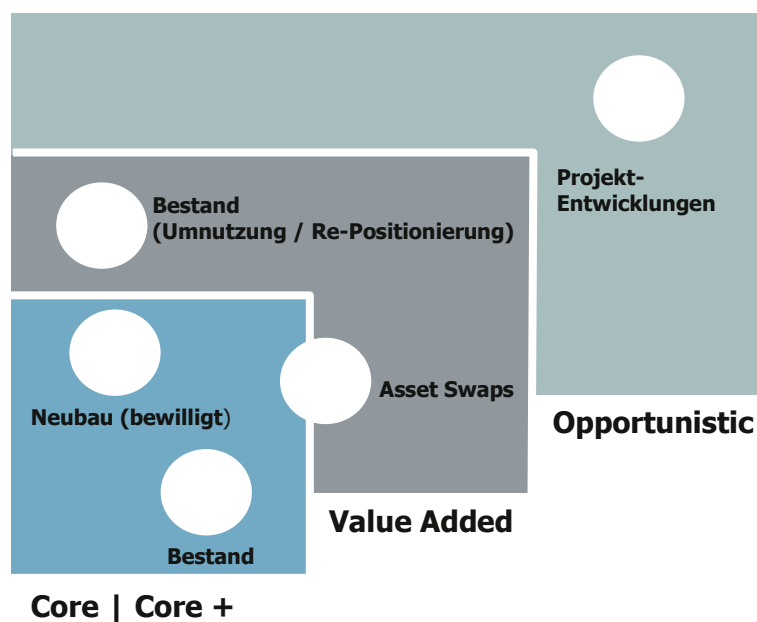 Projekt-
Entwicklungen
Bestand
(Umnutzung / Re-Positionierung)
Asset Swaps
Neubau (bewilligt)
Opportunistic
Value Added
Bestand
Core | Core +